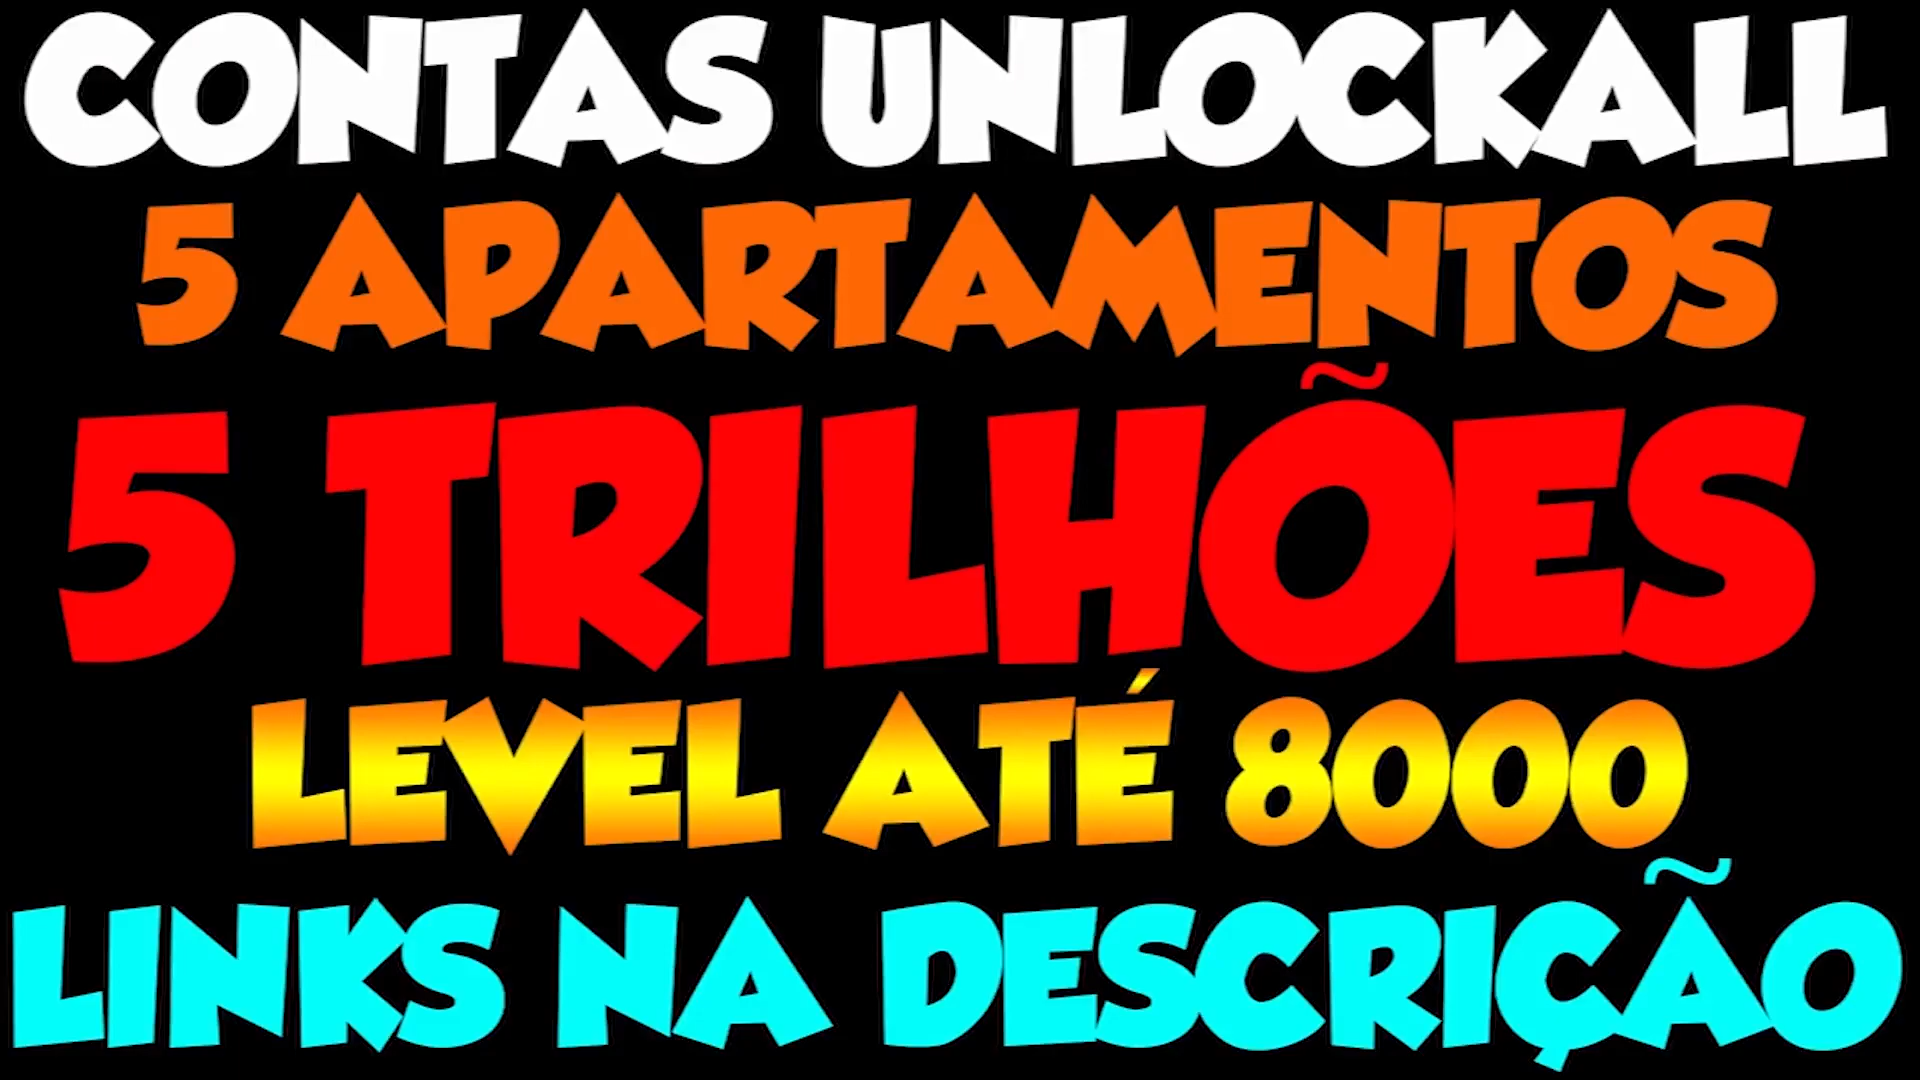 CONTAS UNLOCKALL
5 APARTAMENTOS
5 TRILHÕES
LEVEL ATÉ 8000
LINKS NA DESCRIÇÃO